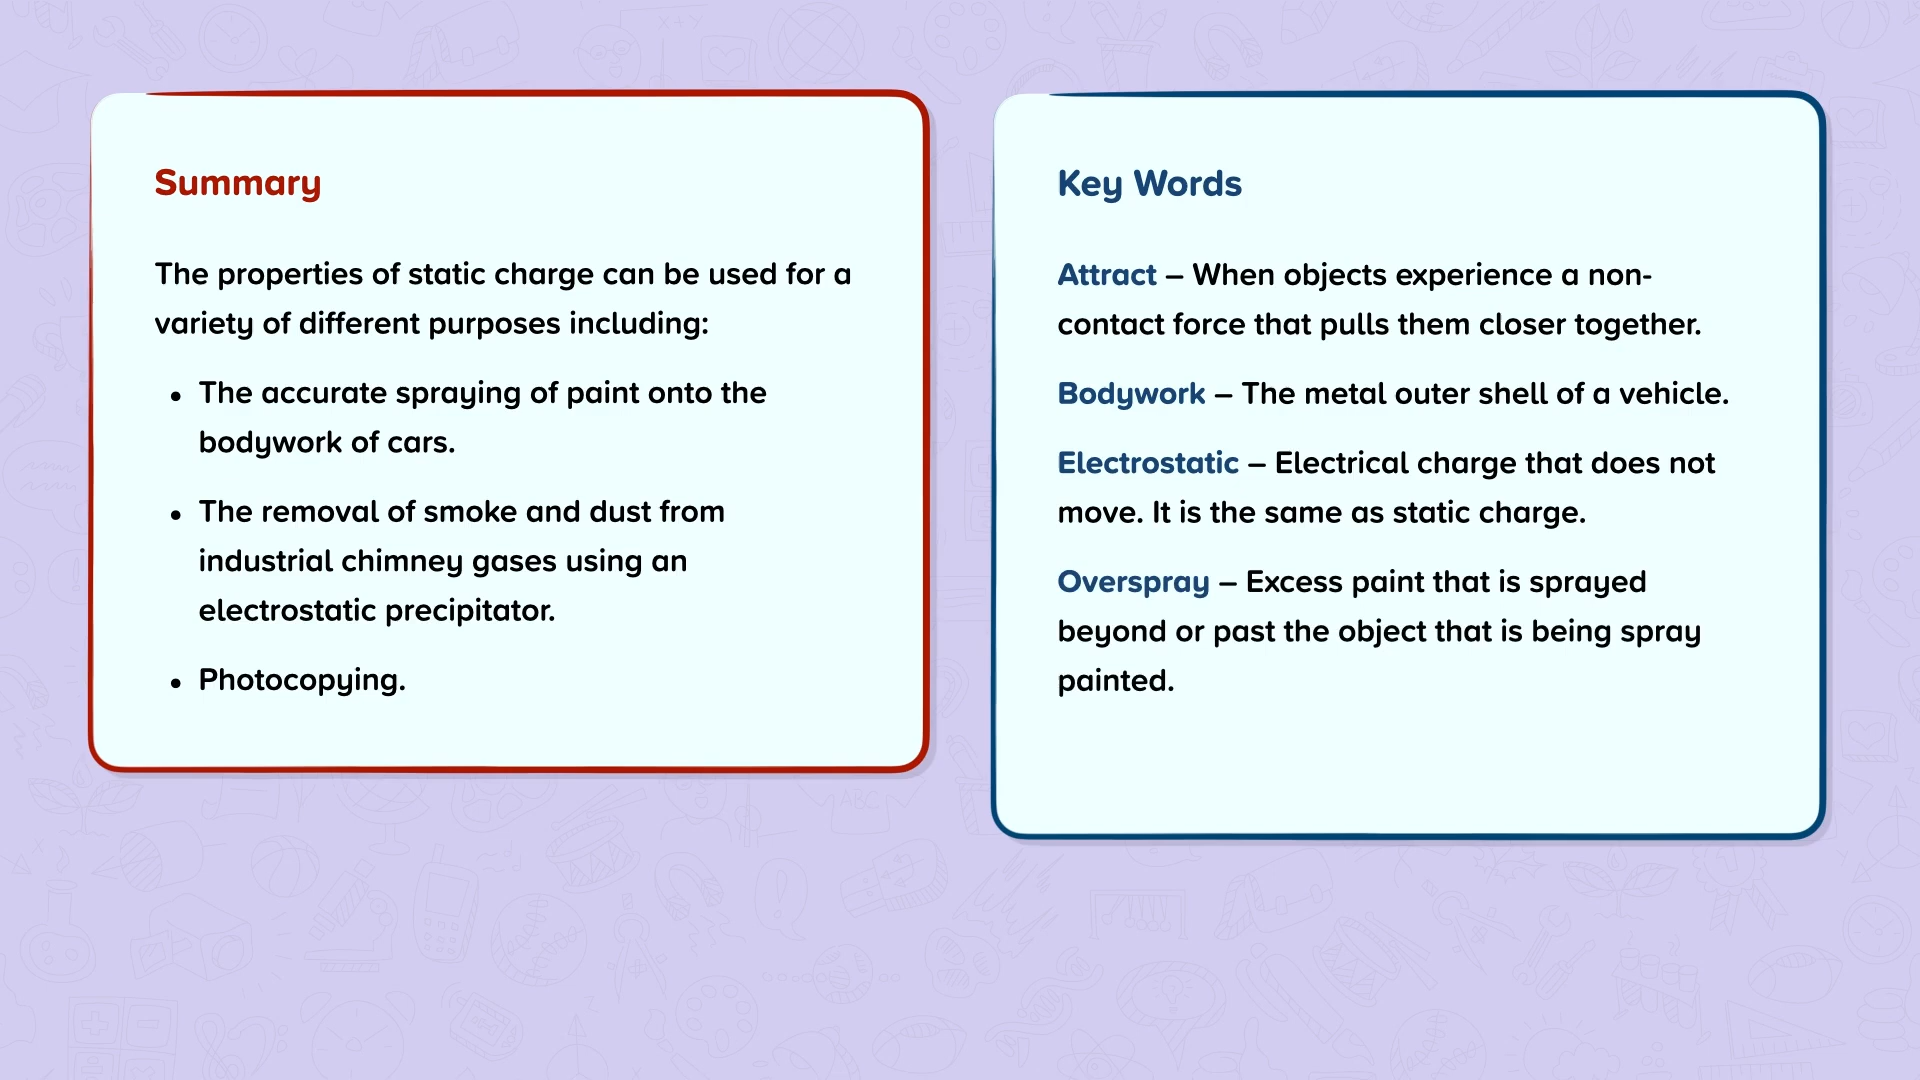 Summary
The properties of static charge can be used for a
variety of different purposes including:
• The accurate spraying of paint onto the
bodywork of cars.
• The removal of smoke and dust from
industrial chimney gases using an
electrostatic precipitator.
• Photocopying.
Key Words
Attract – When objects experience a non-
contact force that pulls them closer together.
Bodywork – The metal outer shell of a vehicle.
Electrostatic – Electrical charge that does not
move. It is the same as static charge.
Overspray – Excess paint that is sprayed
beyond or past the object that is being spray
painted.